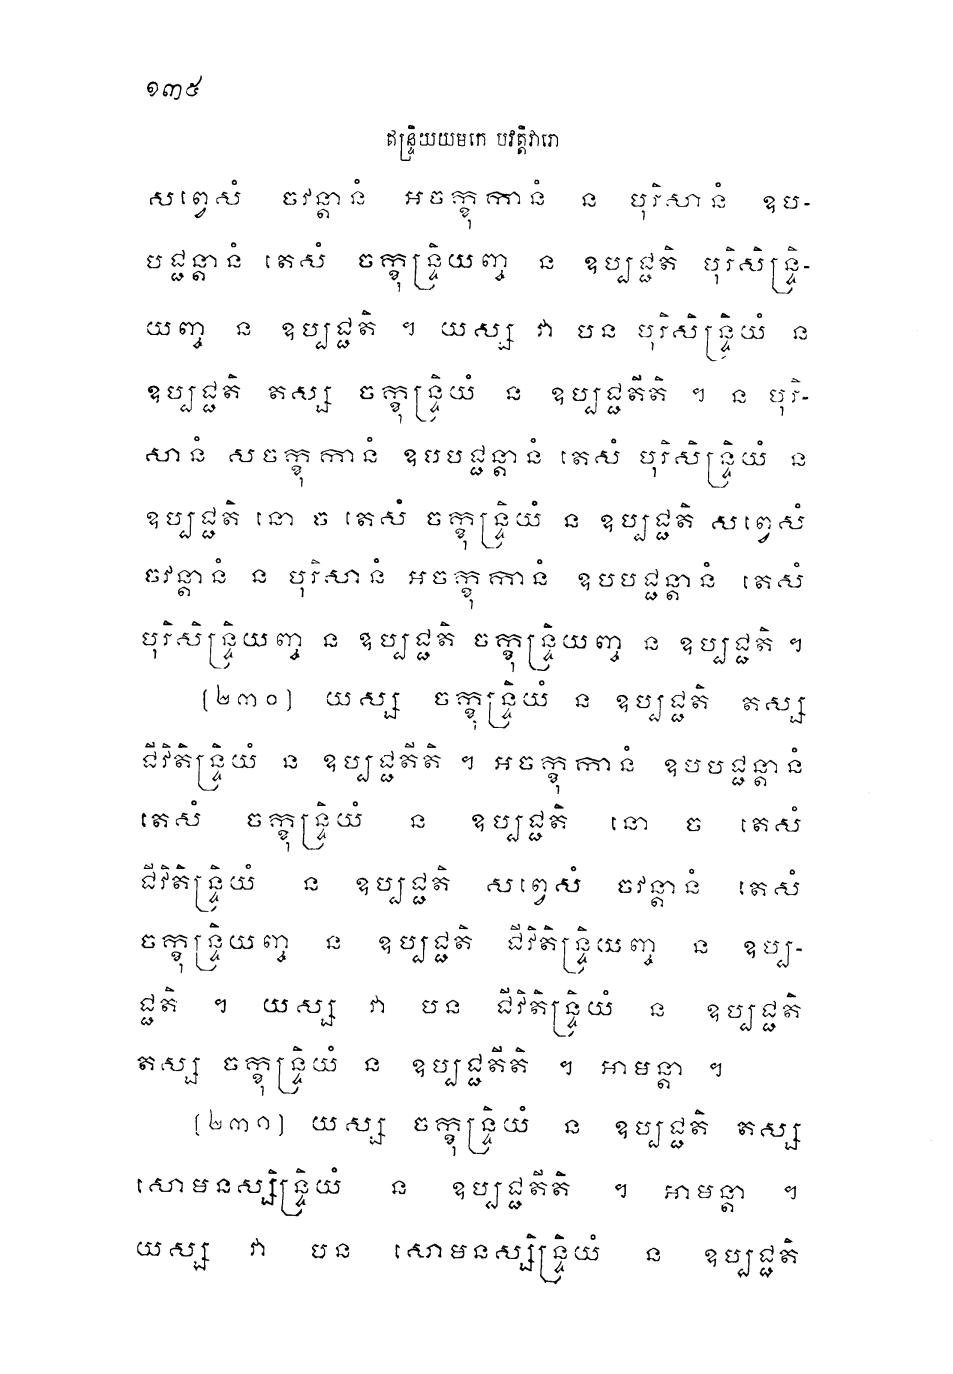 ១៣៥
ឥន្ទ្រិយយមកេ បវត្តិវារោ
សព្វេសំ ចវន្តានំ អចក្ខុកានំ ន បុរិសានំ ឧប-
បជ្ជន្តានំ តេសំ ចក្ខុន្ទ្រិយញ្ច ន ឧប្បជ្ជតិ បុរិសិន្ទ្រិ-
យញ្ច ន ឧប្បជ្ជតិ ។ យស្ស វា បន បុរិសិន្ទ្រិយំ ន
ឧប្បជ្ជតិ តស្ស ចក្ខុន្ទ្រិយំ ន ឧប្បជ្ជតីតិ ។ ន បុរិ-
សានំ សចក្ខុកានំ ឧបបជ្ជន្តានំ តេសំ បុរិសិន្ទ្រិយំ ន
ឧប្បជ្ជតិ នោ ច តេសំ ចក្ខុន្ទ្រិយំ ន ឧប្បជ្ជតិ សព្វេសំ
ចវន្តានំ ន បុរិសានំ អចក្ខុកានំ ឧបបជ្ជន្តានំ តេសំ
បុរិសិន្ទ្រិយញ្ច ន ឧប្បជ្ជតិ ចក្ខុន្ទ្រិយញ្ច ន ឧប្បជ្ជតិ ។
(២៣០) យស្ស ចក្ខុន្ទ្រិយំ ន ឧប្បជ្ជតិ តស្ស
ជីវិតិន្ទ្រិយំ ន ឧប្បជ្ជតីតិ ។ អចក្ខុកានំ ឧបបជ្ជន្តានំ
តេសំ ចក្ខុន្ទ្រិយំ ន ឧប្បជ្ជតិ នោ ច តេសំ
ជីវិតិន្ទ្រិយំ ន ឧប្បជ្ជតិ សព្វេសំ ចវន្តានំ តេសំ
ចក្ខុន្ទ្រិយញ្ច ន ឧប្បជ្ជតិ ជីវិតិន្ទ្រិយញ្ច ន ឧប្ប-
ជ្ជតិ ។ យស្ស វា បន ជីវិតិន្ទ្រិយំ ន ឧប្បជ្ជតិ
តស្ស ចក្ខុន្ទ្រិយំ ន ឧប្បជ្ជតីតិ ។ អាមន្តា ។
(២៣១) យស្ស ចក្ខុន្ទ្រិយំ ន ឧប្បជ្ជតិ តស្ស
សោមនស្សិន្ទ្រិយំ ន ឧប្បជ្ជតីតិ ។ អាមន្តា ។
យស្ស វា បន សោមនស្សិន្ទ្រិយំ ន ឧប្បជ្ជតិ